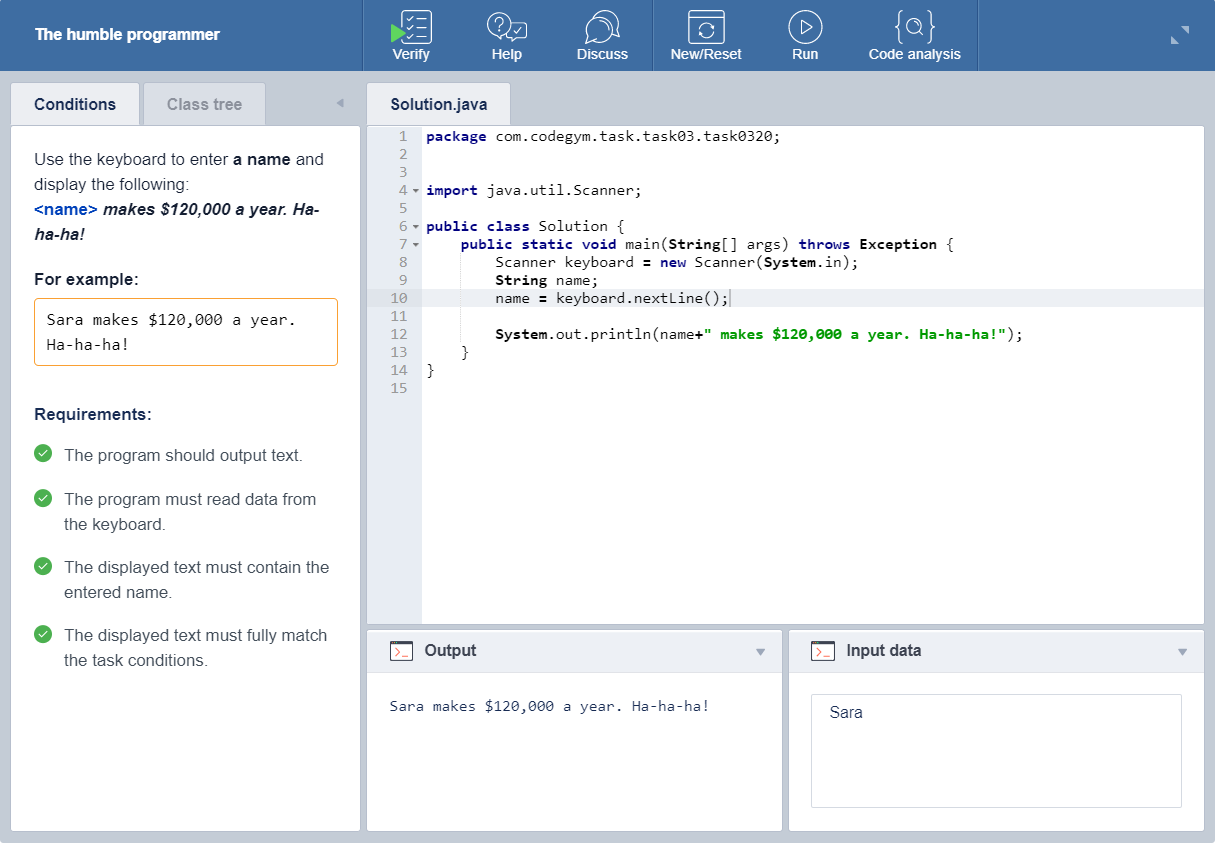 The humble programmer
Verify
Help
Discuss
New/Reset
Run
Code analysis
Conditions
Class tree
Use the keyboard to enter a name and
display the following:
<name> makes $120,000 a year. Ha-
ha-ha!
For example:
Sara makes $120,000 a year.
Ha-ha-ha!
Requirements:
The program should output text.
The program must read data from
the keyboard.
The displayed text must contain the
entered name.
The displayed text must fully match
the task conditions.
Solution.java
1 package com.codegym.task.task03.task0320;
2
3
4 import java.util.Scanner;
5
6 public class Solution {
7     public static void main(String[] args) throws Exception {
8         Scanner keyboard = new Scanner(System.in);
9         String name;
10         name = keyboard.nextLine();
11
12         System.out.println(name+" makes $120,000 a year. Ha-ha-ha!");
13     }
14 }
15
Output
Sara makes $120,000 a year. Ha-ha-ha!
Input data
Sara